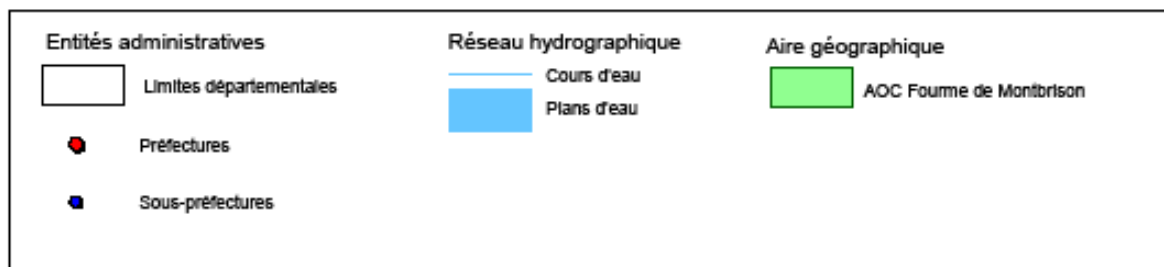 Entités administratives
Limites départementales
Préfectures
Sous-préfectures
Réseau hydrographique
Cours d'eau
Plans d'eau
Aire géographique
AOC Fourme de Montbrison